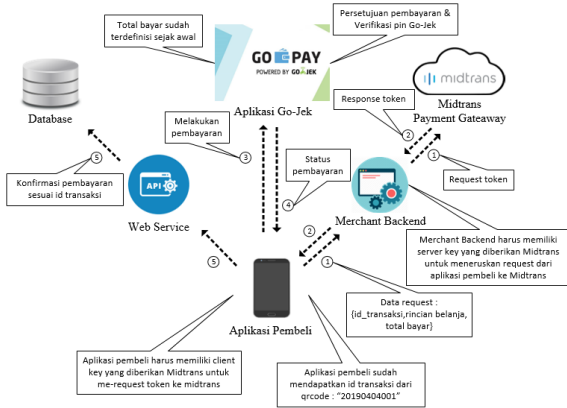 Total bayar sudah
terdefinisi sejak awal
Persetujuan pembayaran &
Verifikasi pin Go-Jek
GO PAY
POWERED BY GOJEK
Aplikasi Go-Jek
midtrans
Midtrans
Payment Gateaway
Database
Response token
2
1
Request token
Melakukan
pembayaran
3
Status
pembayaran
4
5
Konfirmasi pembayaran
sesuai id transaksi
API
Web Service
Merchant Backend
2
1
5
Merchant Backend harus memiliki
server key yang diberikan Midtrans
untuk meneruskan request dari
aplikasi pembeli ke Midtrans
Data request :
{id_transaksi,rincian belanja,
total bayar}
Aplikasi Pembeli
Aplikasi pembeli harus memiliki client
key yang diberikan Midtrans untuk
me-request token ke midtrans
Aplikasi pembeli sudah
mendapatkan id transaksi dari
qrcode : “20190404001”